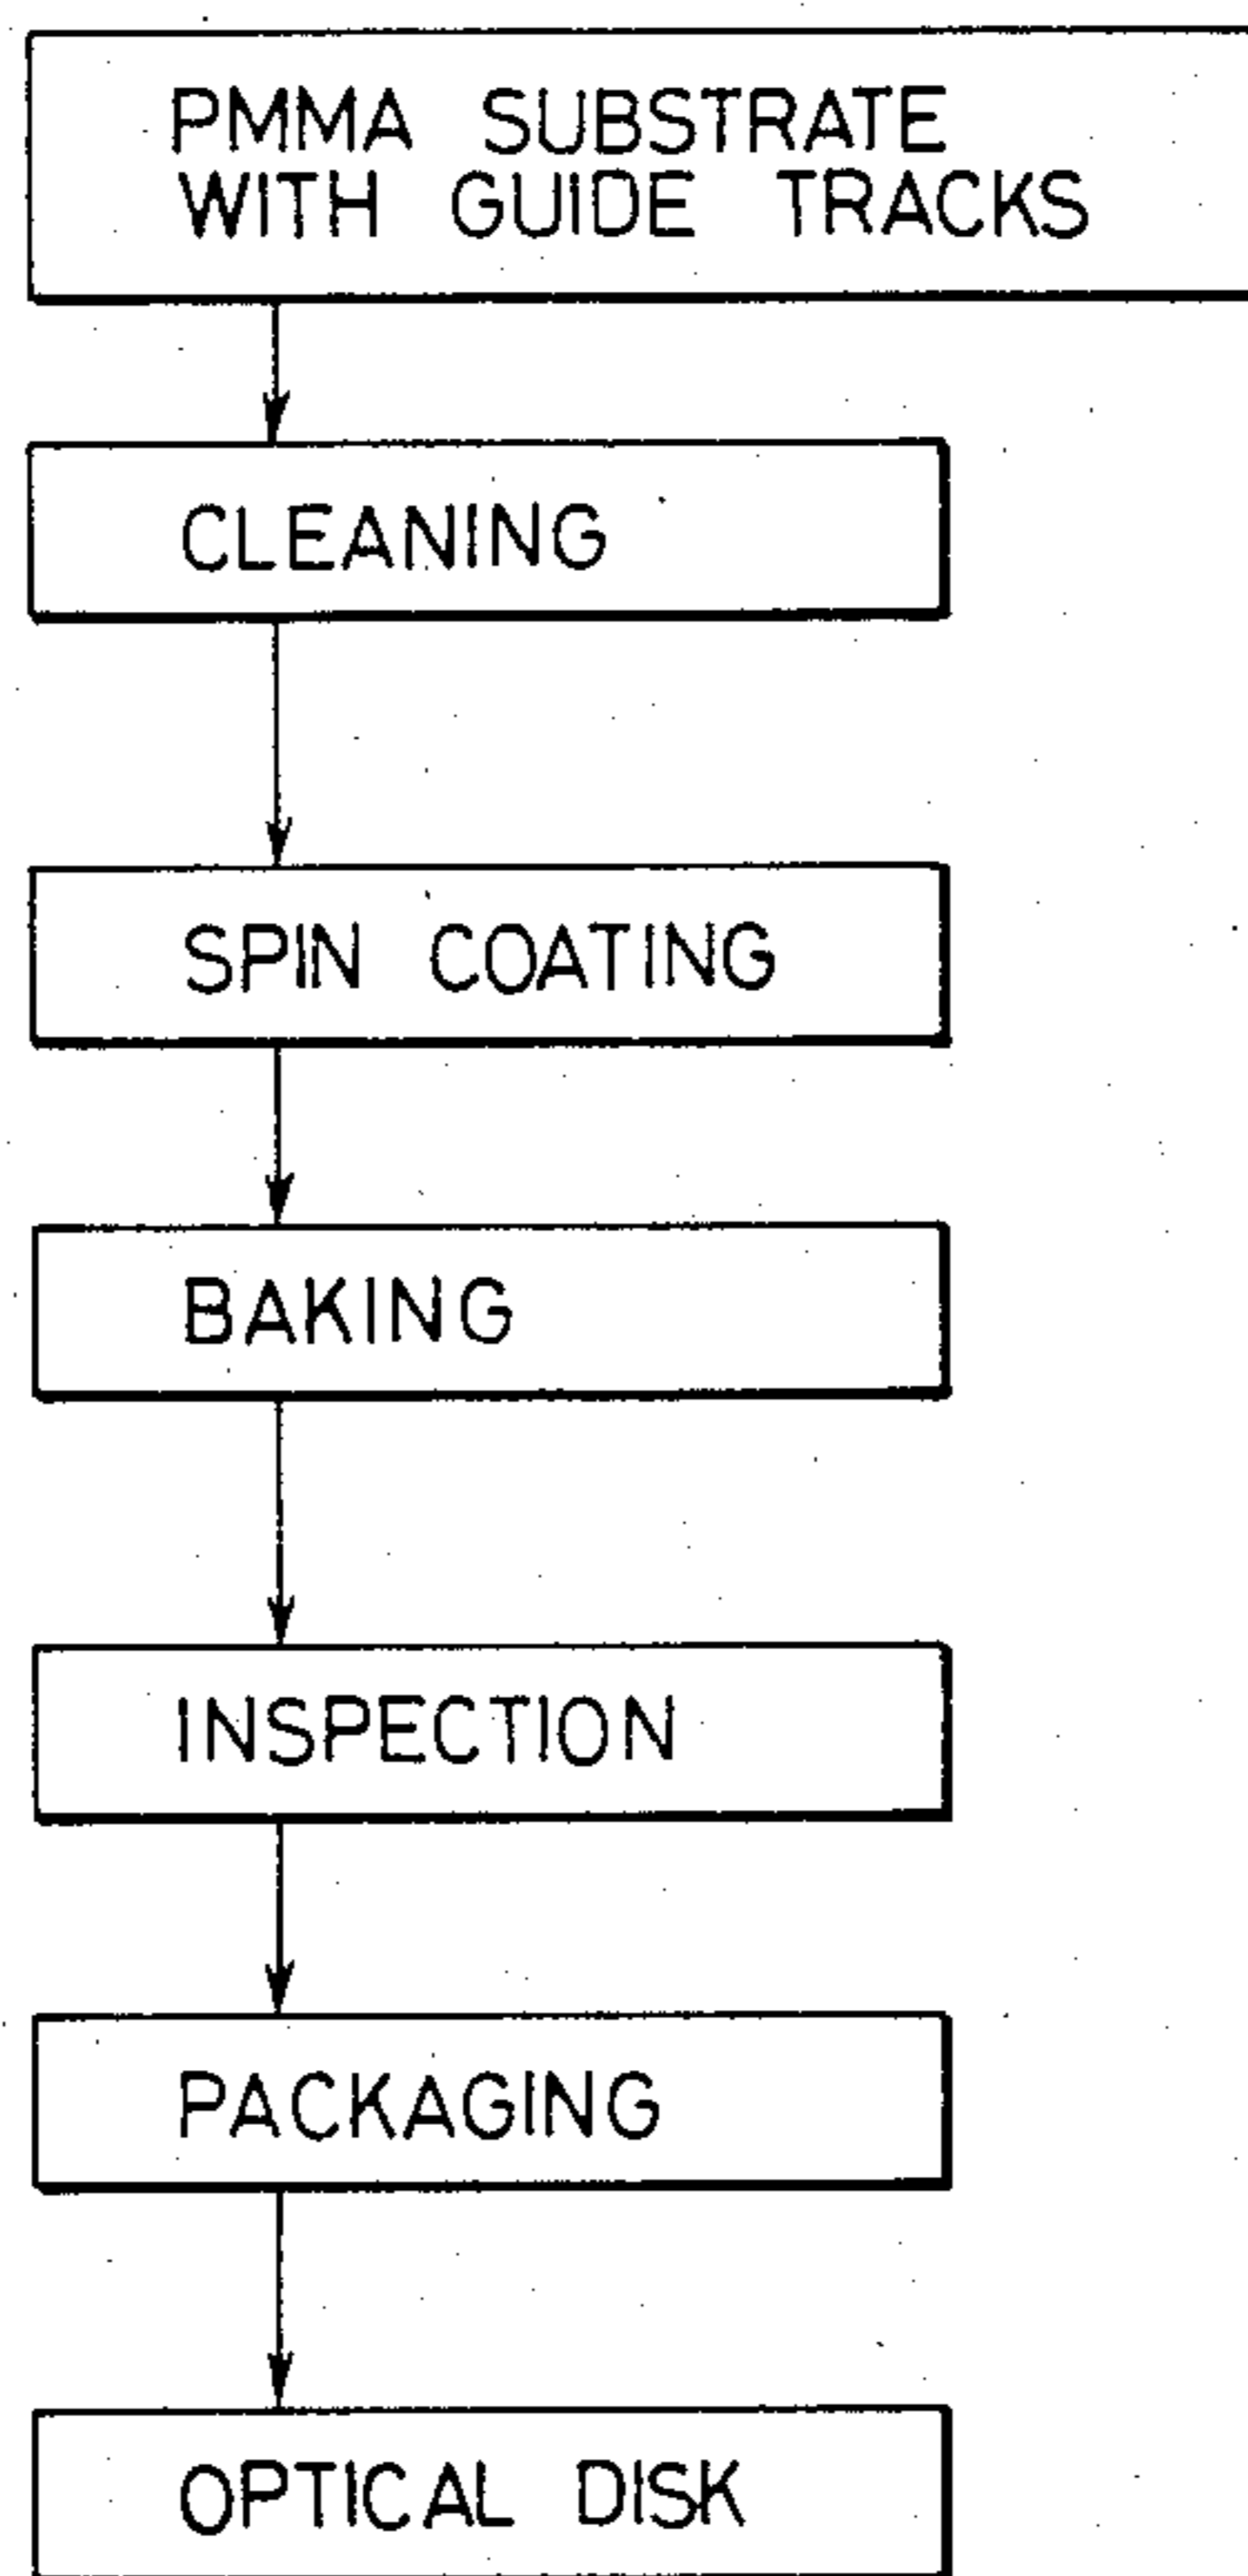 PMMA SUBSTRATE
WITH GUIDE TRACKS
CLEANING
SPIN COATING
BAKING
INSPECTION
PACKAGING
OPTICAL DISK